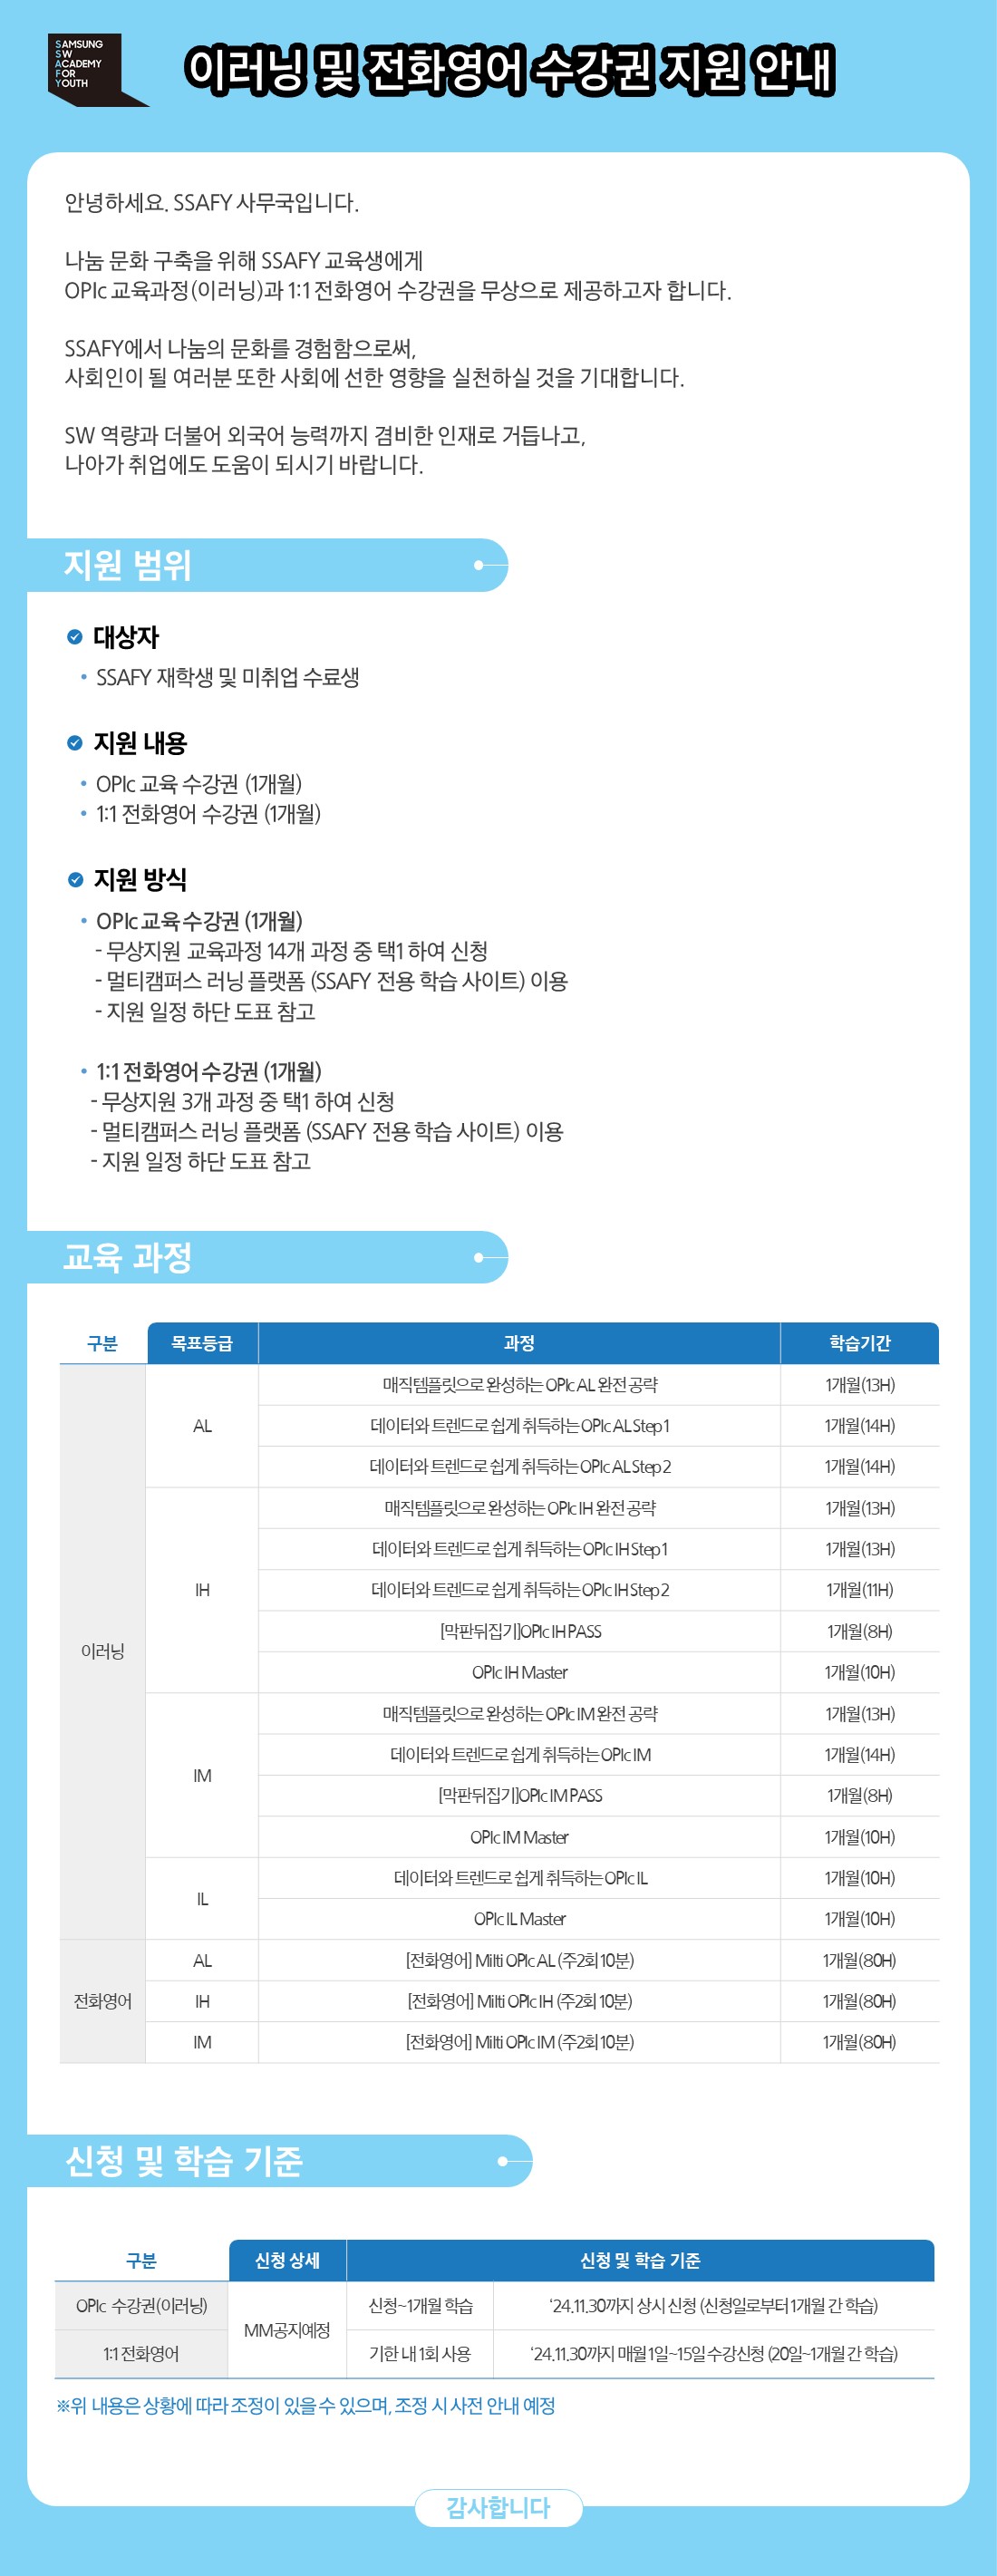 SAMSUNG
SW
ACADEMY
FOR
YOUTH
이러닝 및 전화영어 수강권 지원 안내
안녕하세요. SSAFY 사무국입니다.
나눔 문화 구축을 위해 SSAFY 교육생에게
OPIc 교육과정(이러닝)과 1:1 전화영어 수강권을 무상으로 제공하고자 합니다.
SSAFY에서 나눔의 문화를 경험함으로써,
사회인이 될 여러분 또한 사회에 선한 영향을 실천하실 것을 기대합니다.
SW 역량과 더불어 외국어 능력까지 겸비한 인재로 거듭나고,
나아가 취업에도 도움이 되시기 바랍니다.
지원 범위
대상자
• SSAFY 재학생 및 미취업 수료생
지원 내용
• OPIc 교육 수강권 (1개월)
• 1:1 전화영어 수강권 (1개월)
지원 방식
• OPIc 교육 수강권 (1개월)
- 무상지원 교육과정 14개 과정 중 택1 하여 신청
- 멀티캠퍼스 러닝 플랫폼 (SSAFY 전용 학습 사이트) 이용
- 지원 일정 하단 도표 참고
• 1:1 전화영어 수강권 (1개월)
- 무상지원 3개 과정 중 택1 하여 신청
- 멀티캠퍼스 러닝 플랫폼 (SSAFY 전용 학습 사이트) 이용
- 지원 일정 하단 도표 참고
교육 과정
구분 목표등급 과정 학습기간
이러닝
AL
매직템플릿으로 완성하는 OPIc AL 완전 공략 1개월(13H)
데이터와 트렌드로 쉽게 취득하는 OPIc AL Step 1 1개월(14H)
데이터와 트렌드로 쉽게 취득하는 OPIc AL Step 2 1개월(14H)
IH
매직템플릿으로 완성하는 OPIc IH 완전 공략 1개월(13H)
데이터와 트렌드로 쉽게 취득하는 OPIc IH Step 1 1개월(13H)
데이터와 트렌드로 쉽게 취득하는 OPIc IH Step 2 1개월(11H)
[막판뒤집기]OPIc IH PASS 1개월(8H)
OPIc IH Master 1개월(10H)
IM
매직템플릿으로 완성하는 OPIc IM 완전 공략 1개월(13H)
데이터와 트렌드로 쉽게 취득하는 OPIc IM 1개월(14H)
[막판뒤집기]OPIc IM PASS 1개월(8H)
OPIc IM Master 1개월(10H)
IL
데이터와 트렌드로 쉽게 취득하는 OPIc IL 1개월(10H)
OPIc IL Master 1개월(10H)
전화영어
AL [전화영어] Milti OPIc AL (주2회 10분) 1개월(80H)
IH [전화영어] Milti OPIc IH (주2회 10분) 1개월(80H)
IM [전화영어] Milti OPIc IM (주2회 10분) 1개월(80H)
신청 및 학습 기준
구분 신청 상세 신청 및 학습 기준
OPIc 수강권(이러닝) MM공지예정 신청~1개월 학습 ‘24.11.30까지 상시 신청 (신청일로부터 1개월 간 학습)
1:1 전화영어 기한 내 1회 사용 ‘24.11.30까지 매월 1일~15일 수강신청 (20일~1개월 간 학습)
※위 내용은 상황에 따라 조정이 있을 수 있으며, 조정 시 사전 안내 예정
감사합니다